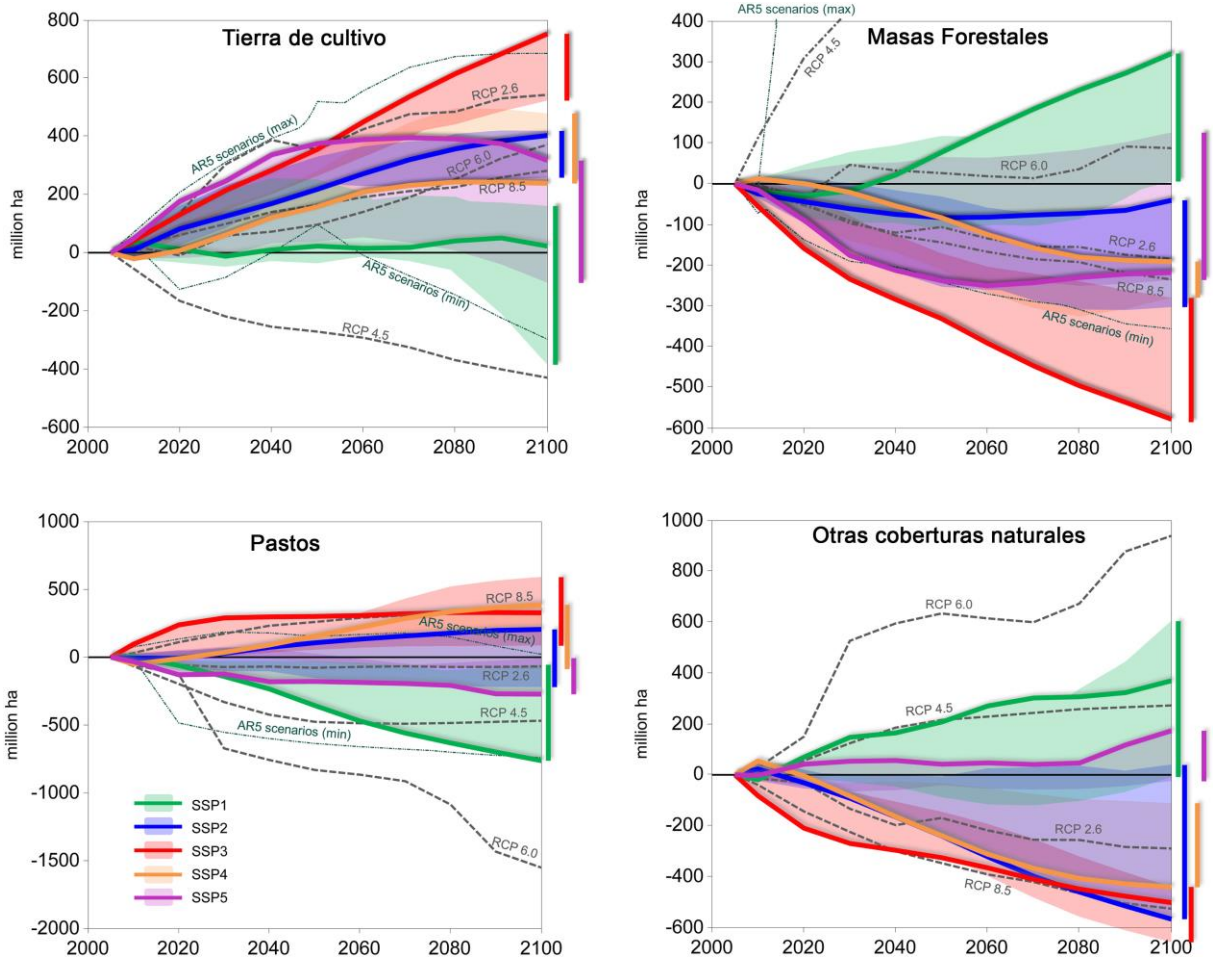 Tierra de cultivo
800
600
400
200
0
-200
-400
-600
million ha
AR5 scenarios (max)
RCP 2.6
RCP 6.0
RCP 8.5
AR5 scenarios (min)
RCP 4.5
2000 2020 2040 2060 2080 2100
AR5 scenarios (max)
Masas Forestales
400
300
200
100
0
-100
-200
-300
-400
-500
-600
million ha
RCP 4.5
RCP 6.0
RCP 2.6
RCP 8.5
AR5 scenarios (min)
2000 2020 2040 2060 2080 2100
Pastos
1000
500
0
-500
-1000
-1500
-2000
million ha
RCP 8.5
AR5 scenarios (max)
RCP 2.6
RCP 4.5
AR5 scenarios (min)
RCP 6.0
SSP1
SSP2
SSP3
SSP4
SSP5
2000 2020 2040 2060 2080 2100
Otras coberturas naturales
1000
800
600
400
200
0
-200
-400
-600
million ha
RCP 6.0
RCP 4.5
RCP 2.6
RCP 8.5
2000 2020 2040 2060 2080 2100